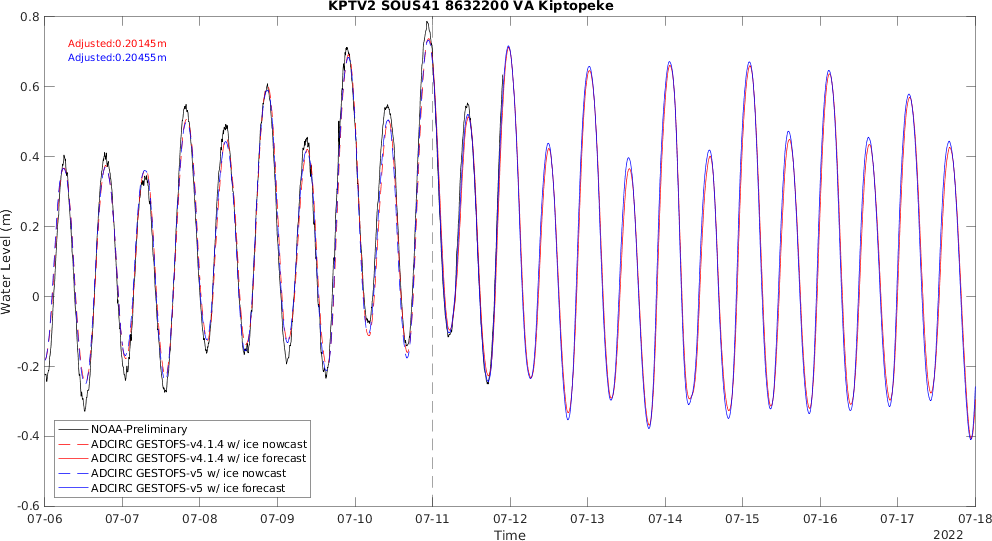 KPTV2 SOUS41 8632200 VA Kiptopeke
Adjusted:0.20145m
Adjusted:0.20455m
Water Level (m)
0.8
0.6
0.4
0.2
0
-0.2
-0.4
-0.6
NOAA-Preliminary
ADCIRC GESTOFS-v4.1.4 w/ ice nowcast
ADCIRC GESTOFS-v4.1.4 w/ ice forecast
ADCIRC GESTOFS-v5 w/ ice nowcast
ADCIRC GESTOFS-v5 w/ ice forecast
07-06 07-07 07-08 07-09 07-10 07-11 07-12 07-13 07-14 07-15 07-16 07-17 07-18
Time
2022